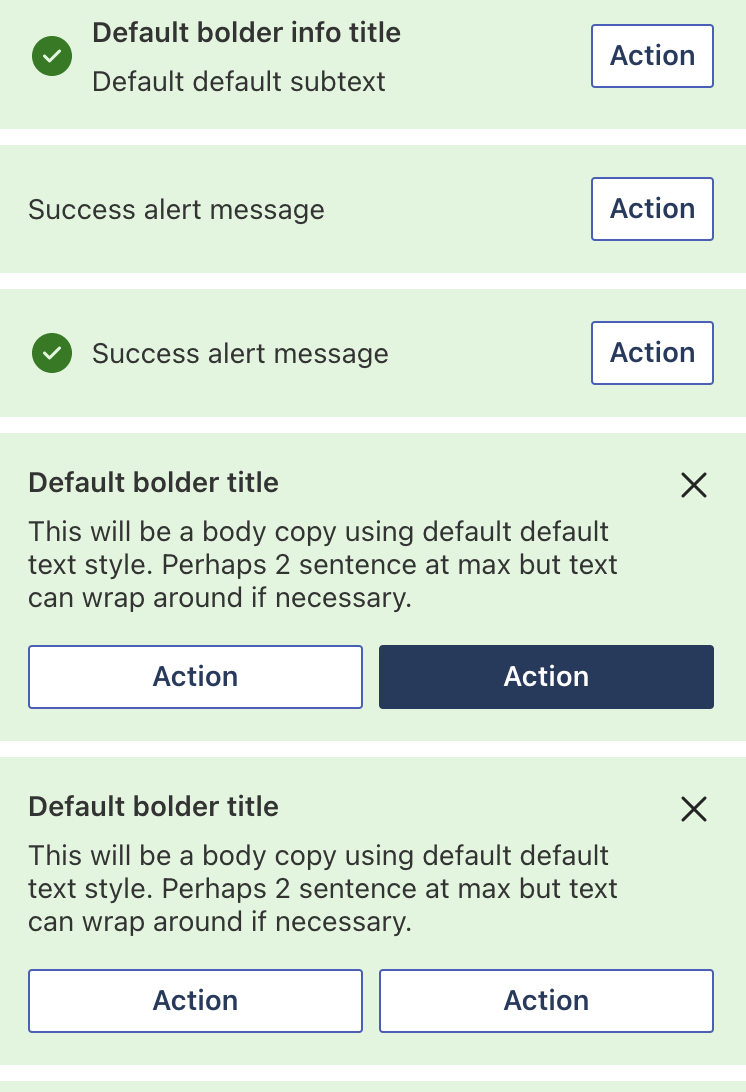 Default bolder info title
Default default subtext
Action
Success alert message
Action
Success alert message
Action
Default bolder title
This will be a body copy using default default
text style. Perhaps 2 sentence at max but text
can wrap around if necessary.
Action
Action
Default bolder title
This will be a body copy using default default
text style. Perhaps 2 sentence at max but text
can wrap around if necessary.
Action
Action